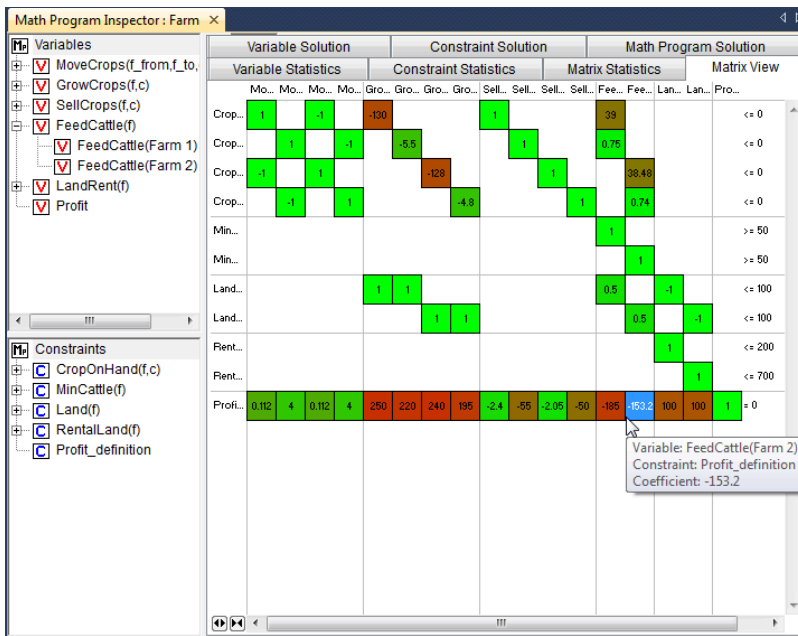 Math Program Inspector : Farm ×
Variables
MoveCrops(f_from,f_to,
GrowCrops(f,c)
SellCrops(f,c)
FeedCattle(f)
FeedCattle(Farm 1)
FeedCattle(Farm 2)
LandRent(f)
Profit
Constraints
CropOnHand(f,c)
MinCattle(f)
Land(f)
RentalLand(f)
Profit_definition
Variable Solution Constraint Solution Math Program Solution
Variable Statistics Constraint Statistics Matrix Statistics Matrix View
Mo... Mo... Mo... Mo... Gro... Gro... Gro... Gro... Sell... Sell... Sell... Sell... Fee... Fee... Lan... Lan... Pro...
Crop... 1 -1 -130 1 39 <= 0
Crop... 1 -1 -5.5 1 0.75 <= 0
Crop... -1 1 -128 1 38.48 <= 0
Crop... -1 1 -4.8 1 0.74 <= 0
Min... 1 >= 50
Min... 1 >= 50
Land... 1 1 0.5 -1 <= 100
Land... 1 1 0.5 -1 <= 100
Rent... 1 <= 200
Rent... 1 <= 700
Profi... 0.112 4 0.112 4 250 220 240 195 -2.4 -55 -2.05 -50 -185 -153.2 100 100 1 = 0
Variable: FeedCattle(Farm 2)
Constraint: Profit_definition
Coefficient: -153.2